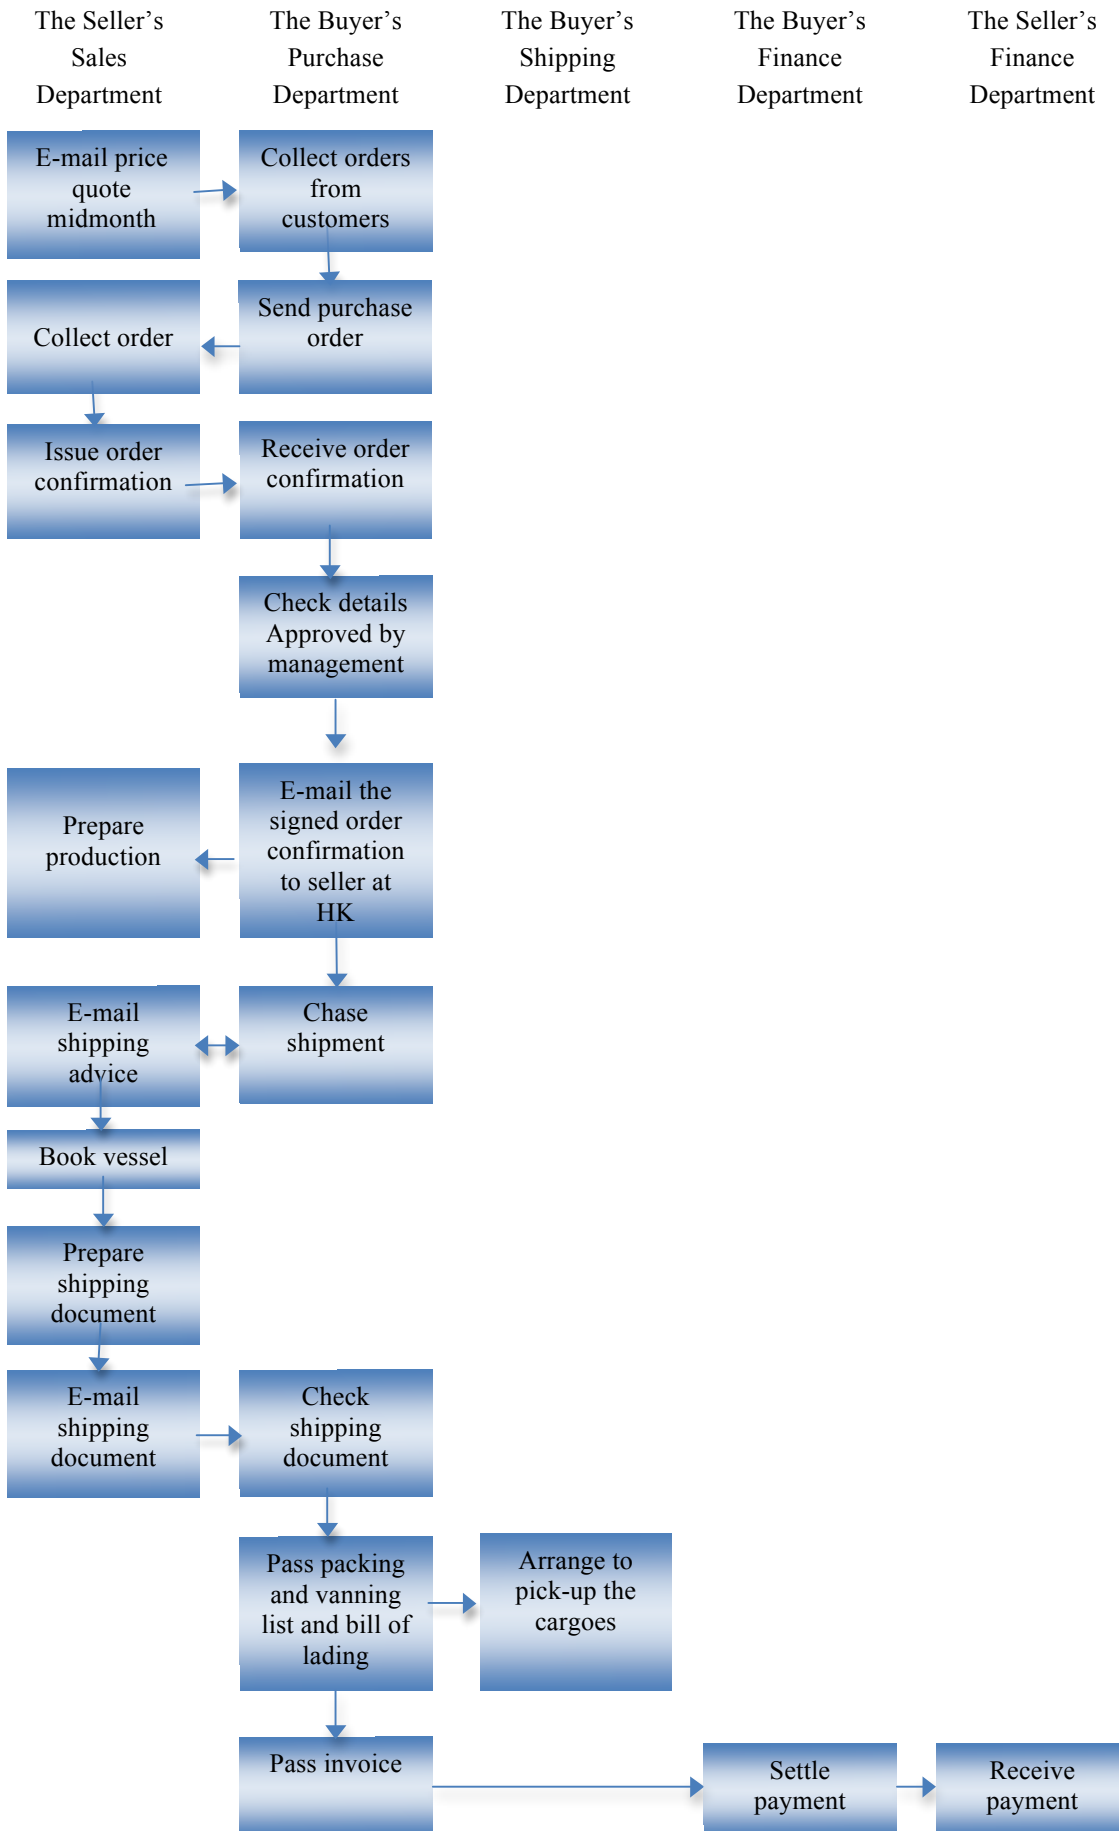 The Seller's
Sales
Department
The Buyer's
Purchase
Department
The Buyer's
Shipping
Department
The Buyer's
Finance
Department
The Seller's
Finance
Department
E-mail price
quote
midmonth
Collect orders
from
customers
Collect order
Send purchase
order
Issue order
confirmation
Receive order
confirmation
Check details
Approved by
management
Prepare
production
E-mail the
signed order
confirmation
to seller at
HK
E-mail
shipping
advice
Chase
shipment
Book vessel
Prepare
shipping
document
E-mail
shipping
document
Check
shipping
document
Pass packing
and vanning
list and bill of
lading
Arrange to
pick-up the
cargoes
Pass invoice
Settle
payment
Receive
payment